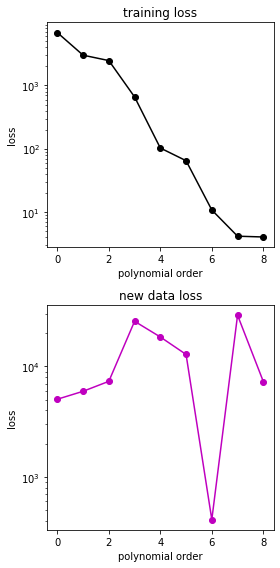 training loss
10³
10²
10¹
loss
0 2 4 6 8
polynomial order
new data loss
10⁴
10³
loss
0 2 4 6 8
polynomial order